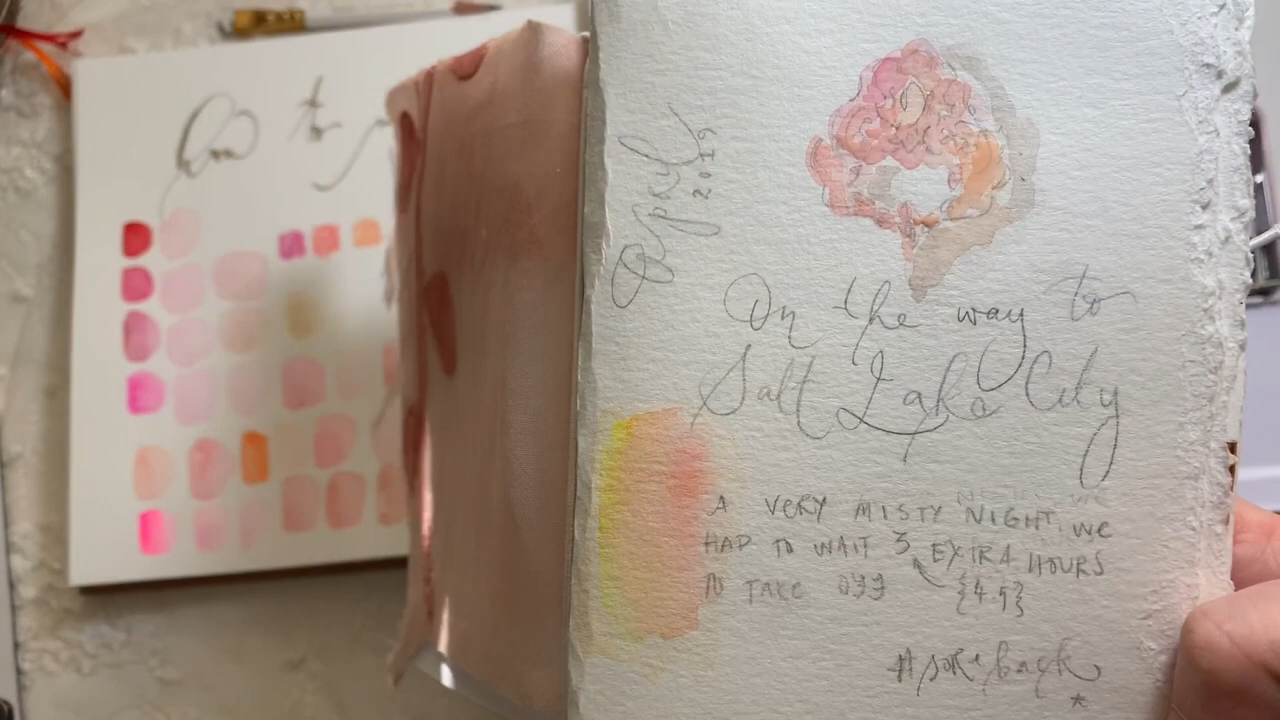 April
2019
On the way to
Salt Lake City
A VERY MISTY NIGHT, WE
HAD TO WAIT 3 EXTRA HOURS
TO TAKE OFF {4.5}
#sore back
*